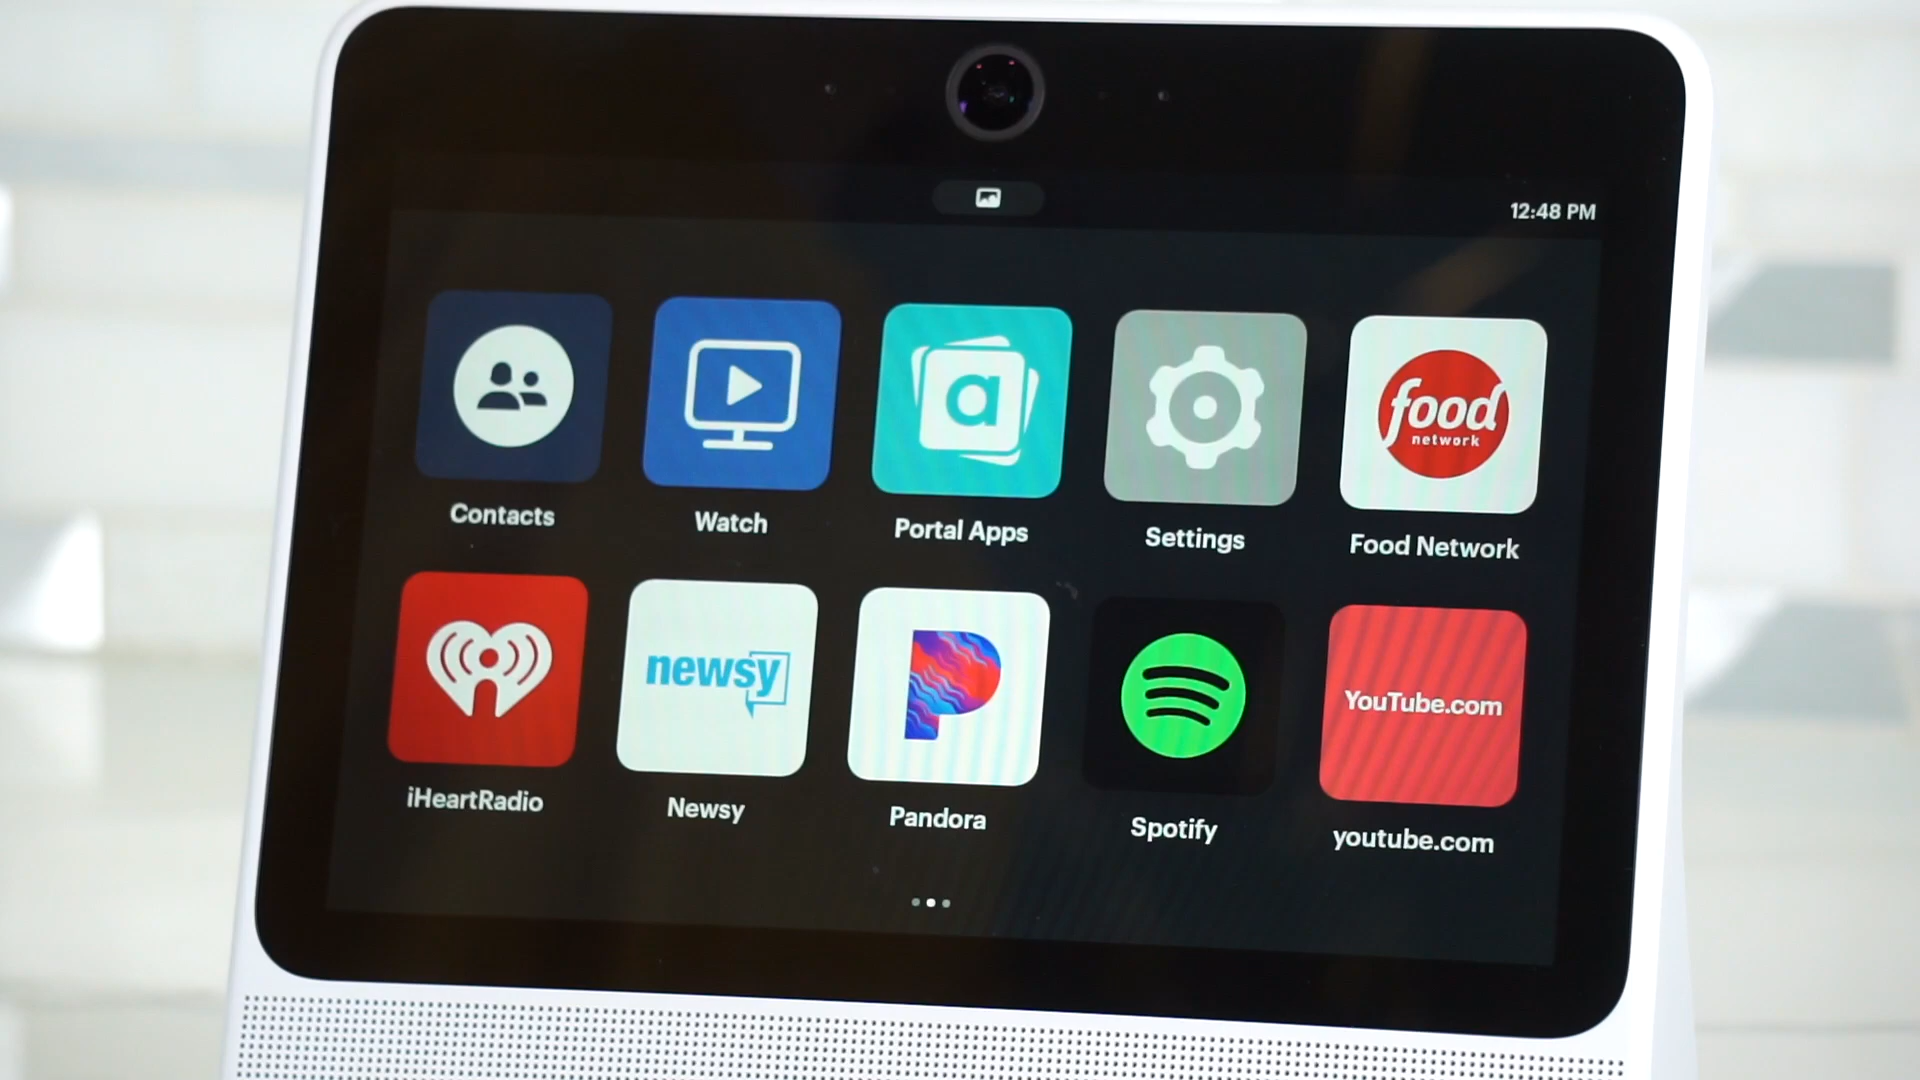 12:48 PM
a
food
network
Contacts
Watch
Portal Apps
Settings
Food Network
newsy
YouTube.com
iHeartRadio
Newsy
Pandora
Spotify
youtube.com